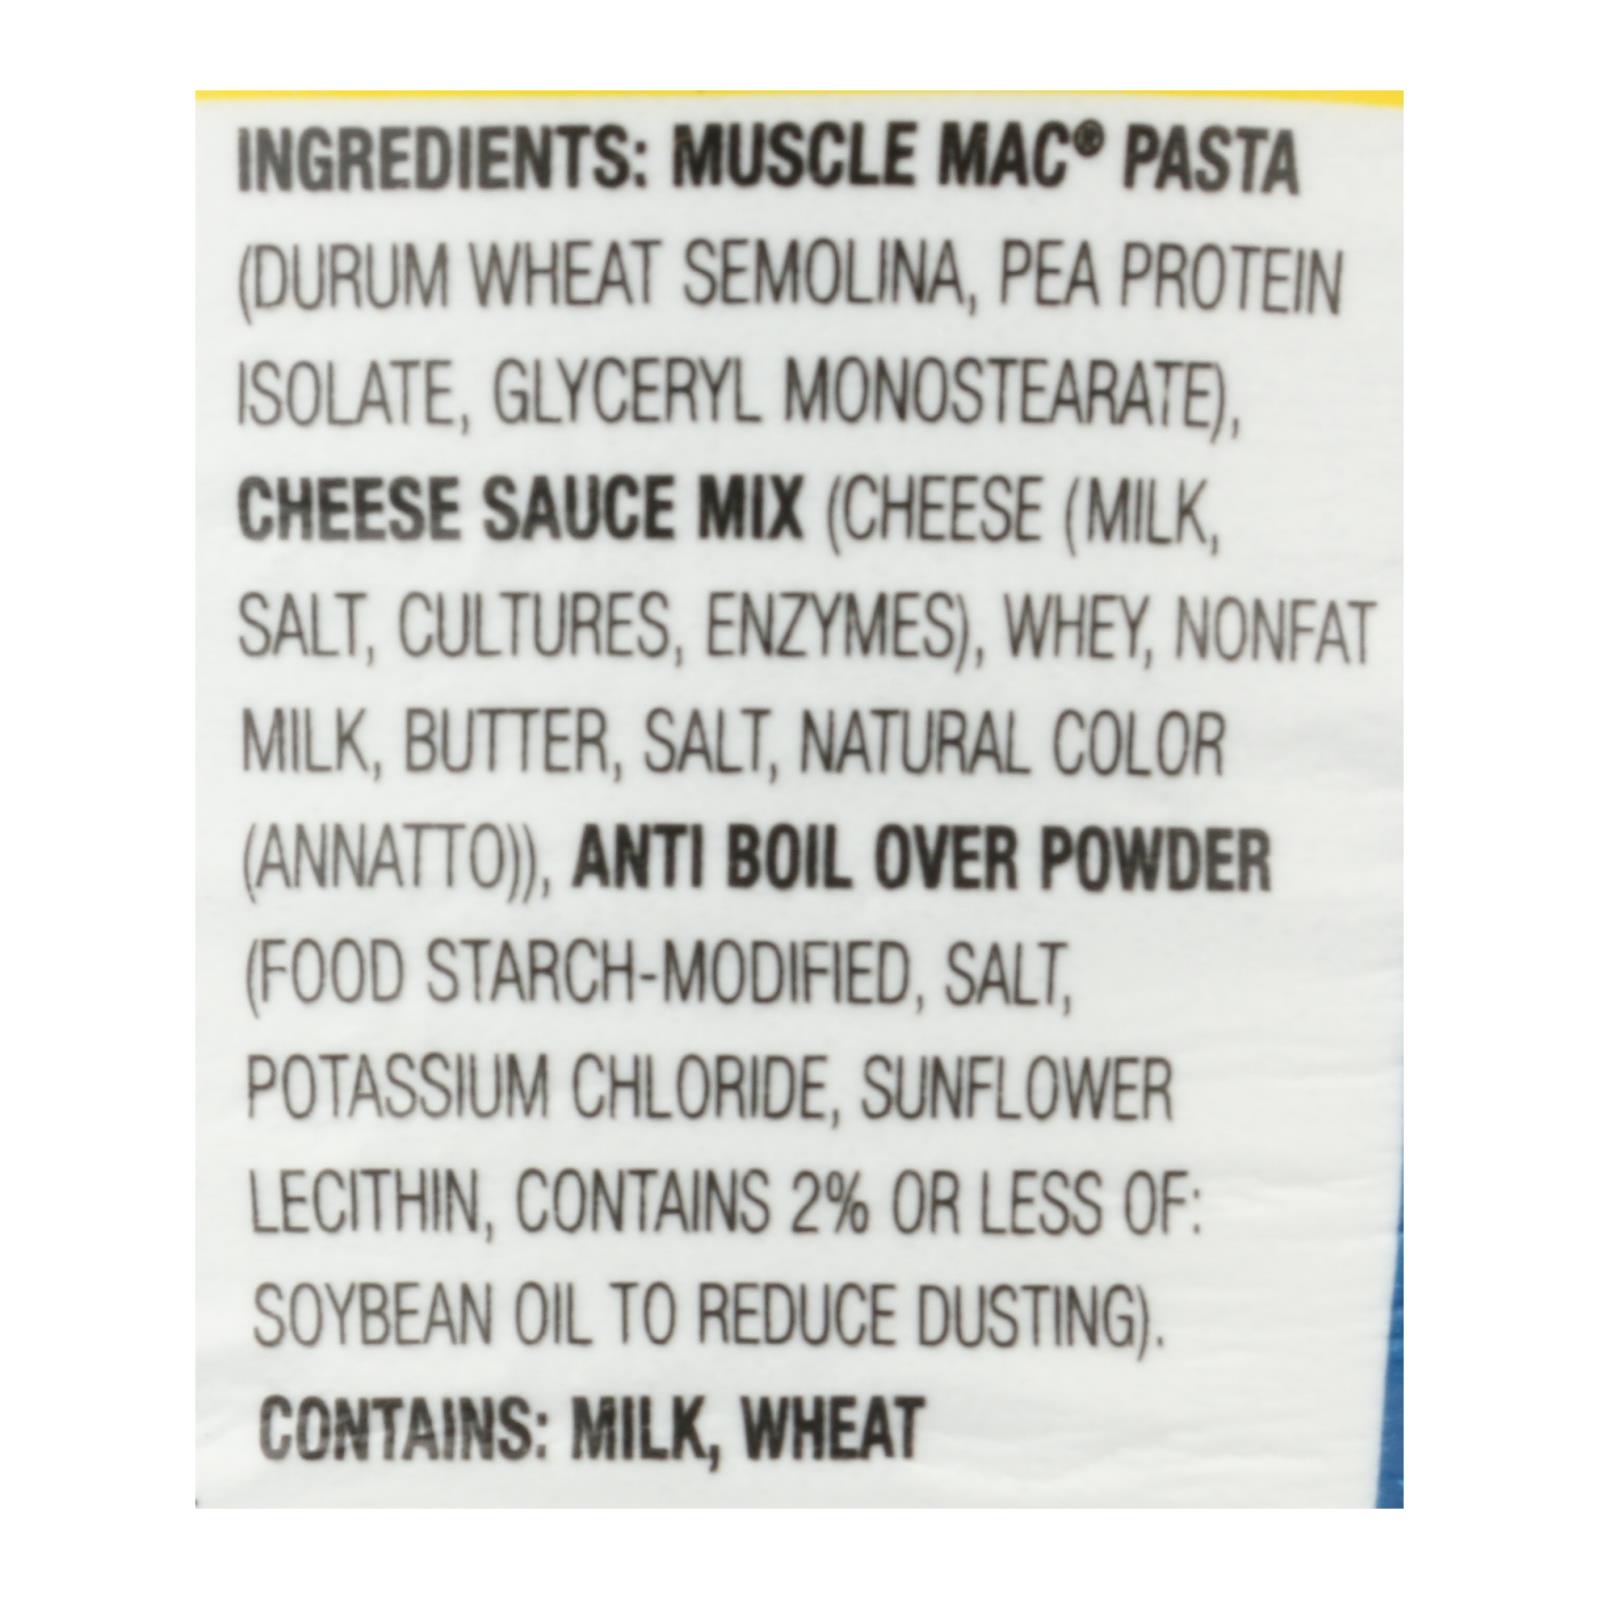 INGREDIENTS: MUSCLE MAC® PASTA
(DURUM WHEAT SEMOLINA, PEA PROTEIN
ISOLATE, GLYCERYL MONOSTEARATE),
CHEESE SAUCE MIX (CHEESE (MILK,
SALT, CULTURES, ENZYMES), WHEY, NONFAT
MILK, BUTTER, SALT, NATURAL COLOR
(ANNATTO)), ANTI BOIL OVER POWDER
(FOOD STARCH-MODIFIED, SALT,
POTASSIUM CHLORIDE, SUNFLOWER
LECITHIN, CONTAINS 2% OR LESS OF:
SOYBEAN OIL TO REDUCE DUSTING).
CONTAINS: MILK, WHEAT